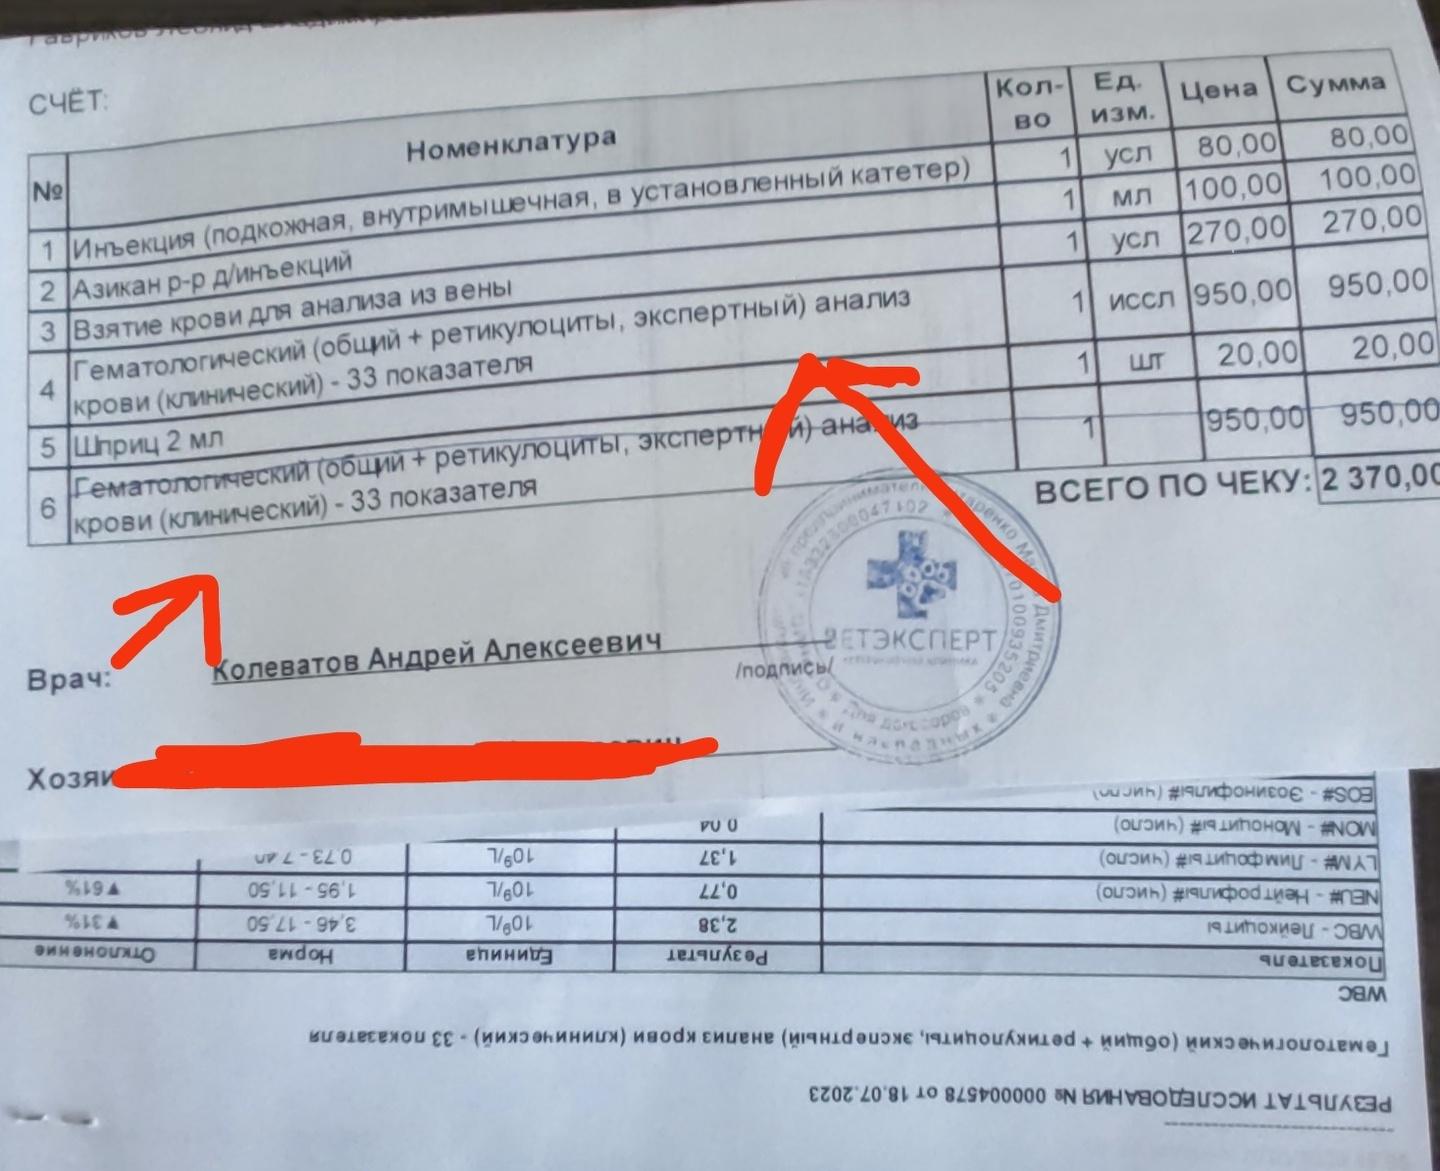 СЧЁТ:
№ Номенклатура Кол-во Ед. изм. Цена Сумма
1 Инъекция (подкожная, внутримышечная, в установленный катетер) 1 усл 80,00 80,00
2 Азикан р-р д/инъекций 1 мл 100,00 100,00
3 Взятие крови для анализа из вены 1 усл 270,00 270,00
4 Гематологический (общий + ретикулоциты, экспертный) анализ
крови (клинический) - 33 показателя 1 иссл 950,00 950,00
5 Шприц 2 мл 1 шт 20,00 20,00
6 Гематологический (общий + ретикулоциты, экспертный) анализ
крови (клинический) - 33 показателя 1 950,00 950,00
ВСЕГО ПО ЧЕКУ: 2 370,00
Врач: Колеватов Андрей Алексеевич
/подпись/
ВЕТЭКСПЕРТ
Хозяи
EOS# - Эозинофилы# (число)
MON# - Моноциты# (число) 0,04
LYM# - Лимфоциты# (число) 1,37 10⁹/L 0,73 - 7,40
NEU# - Нейтрофилы# (число) 0,77 10⁹/L 1,95 - 11,50 ▼61%
WBC - Лейкоциты 2,38 10⁹/L 3,46 - 17,50 ▼31%
Показатель Результат Единица Норма Отклонение
WBC
Гематологический (общий + ретикулоциты, экспертный) анализ крови (клинический) - 33 показателя
РЕЗУЛЬТАТ ИССЛЕДОВАНИЯ № 000004578 от 18.07.2023